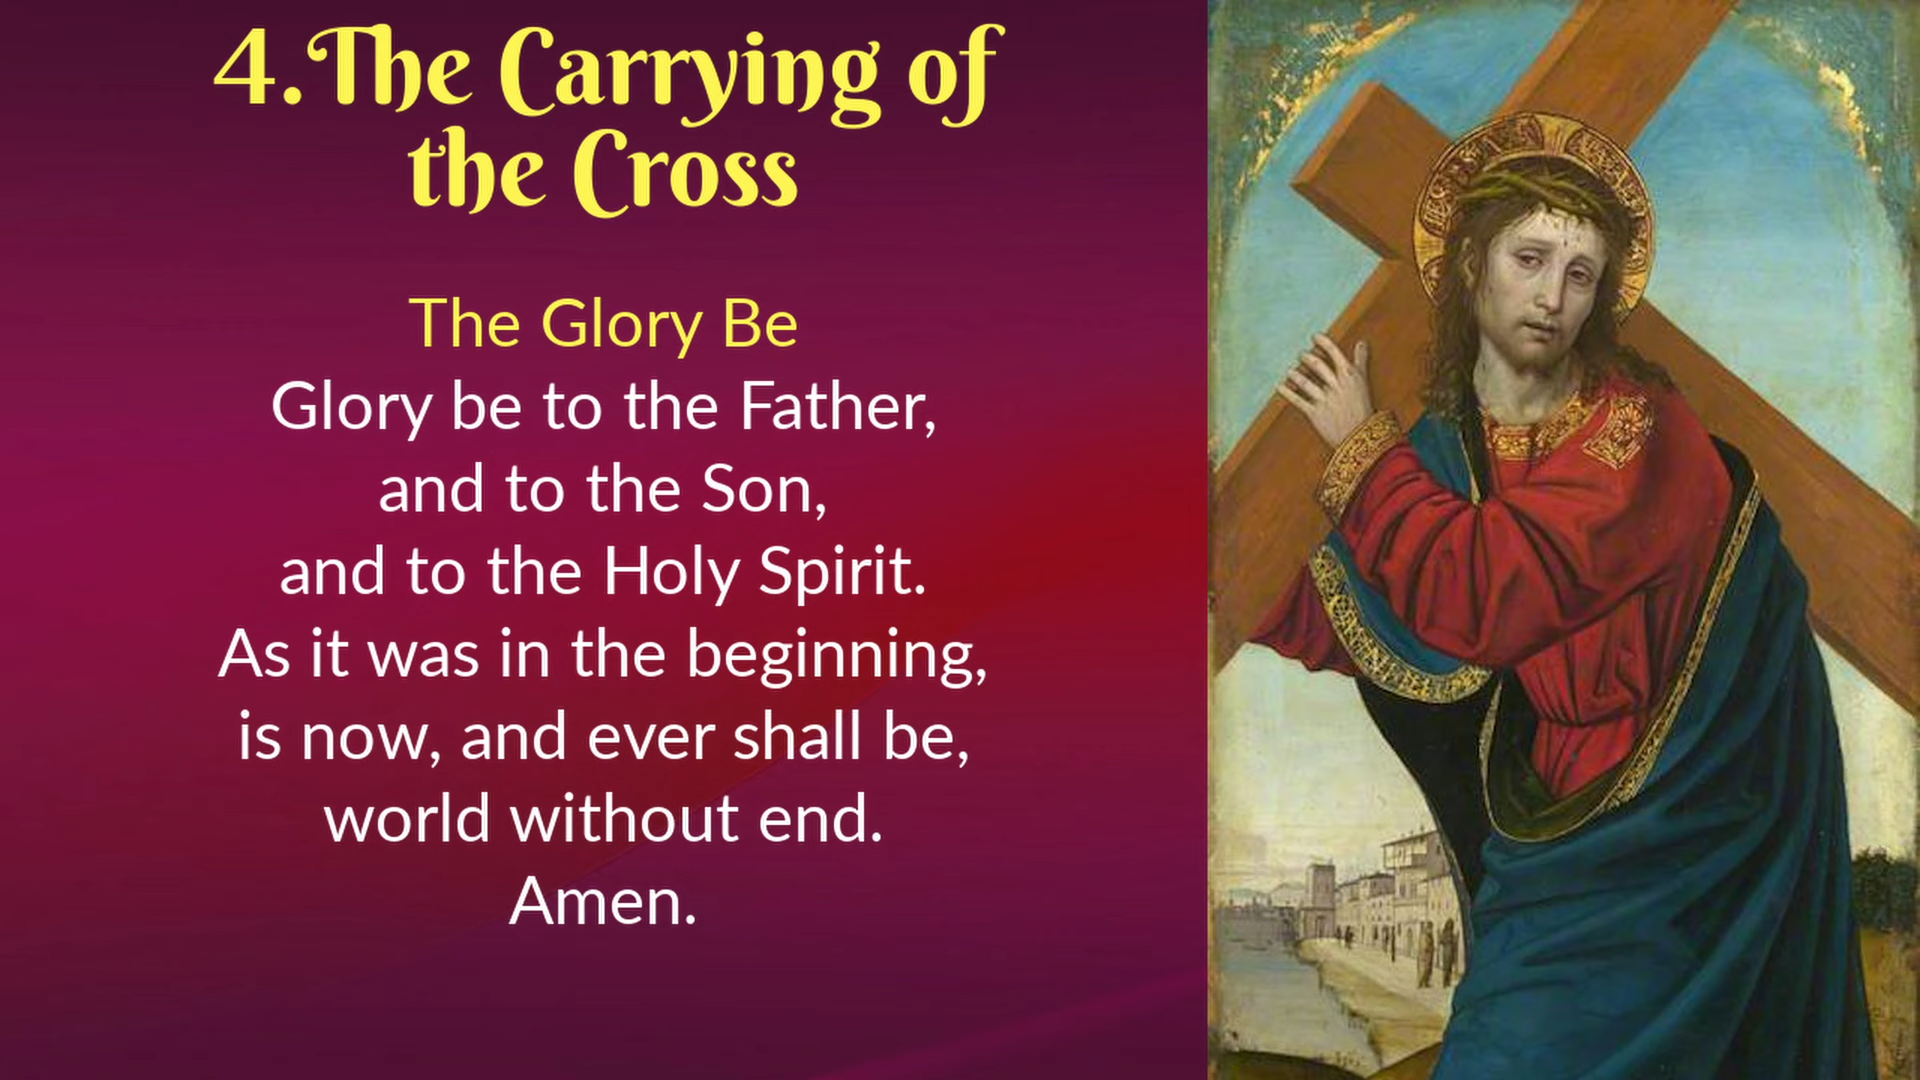 4.The Carrying of
the Cross
The Glory Be
Glory be to the Father,
and to the Son,
and to the Holy Spirit.
As it was in the beginning,
is now, and ever shall be,
world without end.
Amen.